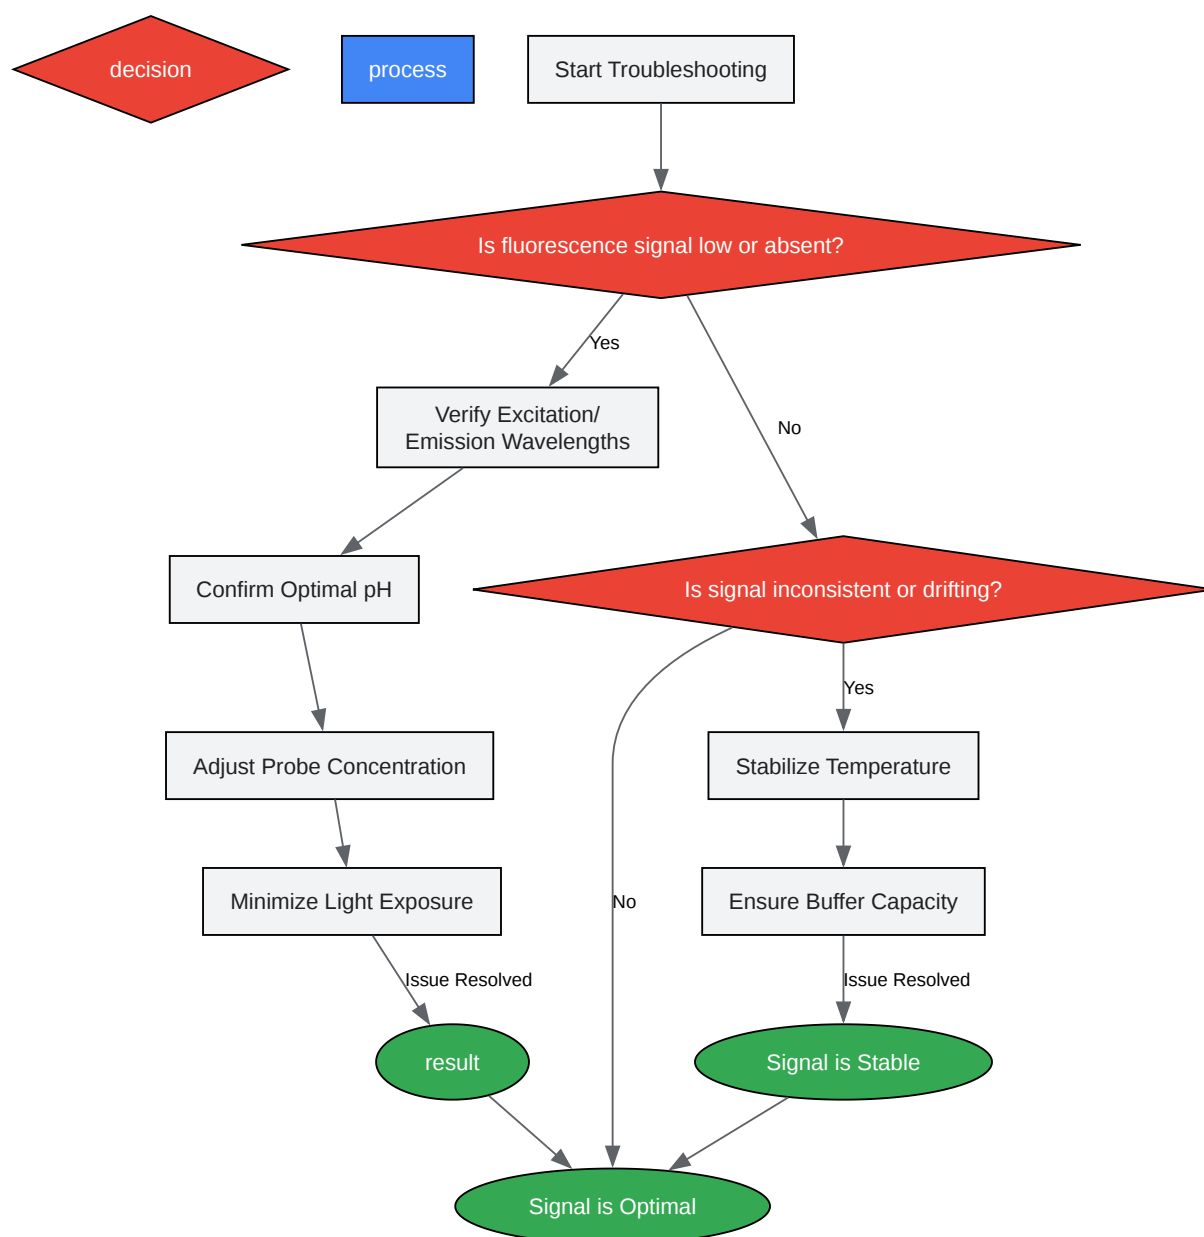 decision
process
Start Troubleshooting
Is fluorescence signal low or absent?
Yes
Verify Excitation/
Emission Wavelengths
No
Confirm Optimal pH
Is signal inconsistent or drifting?
Yes
Adjust Probe Concentration
Stabilize Temperature
Minimize Light Exposure
No
Ensure Buffer Capacity
Issue Resolved
Issue Resolved
result
Signal is Stable
Signal is Optimal